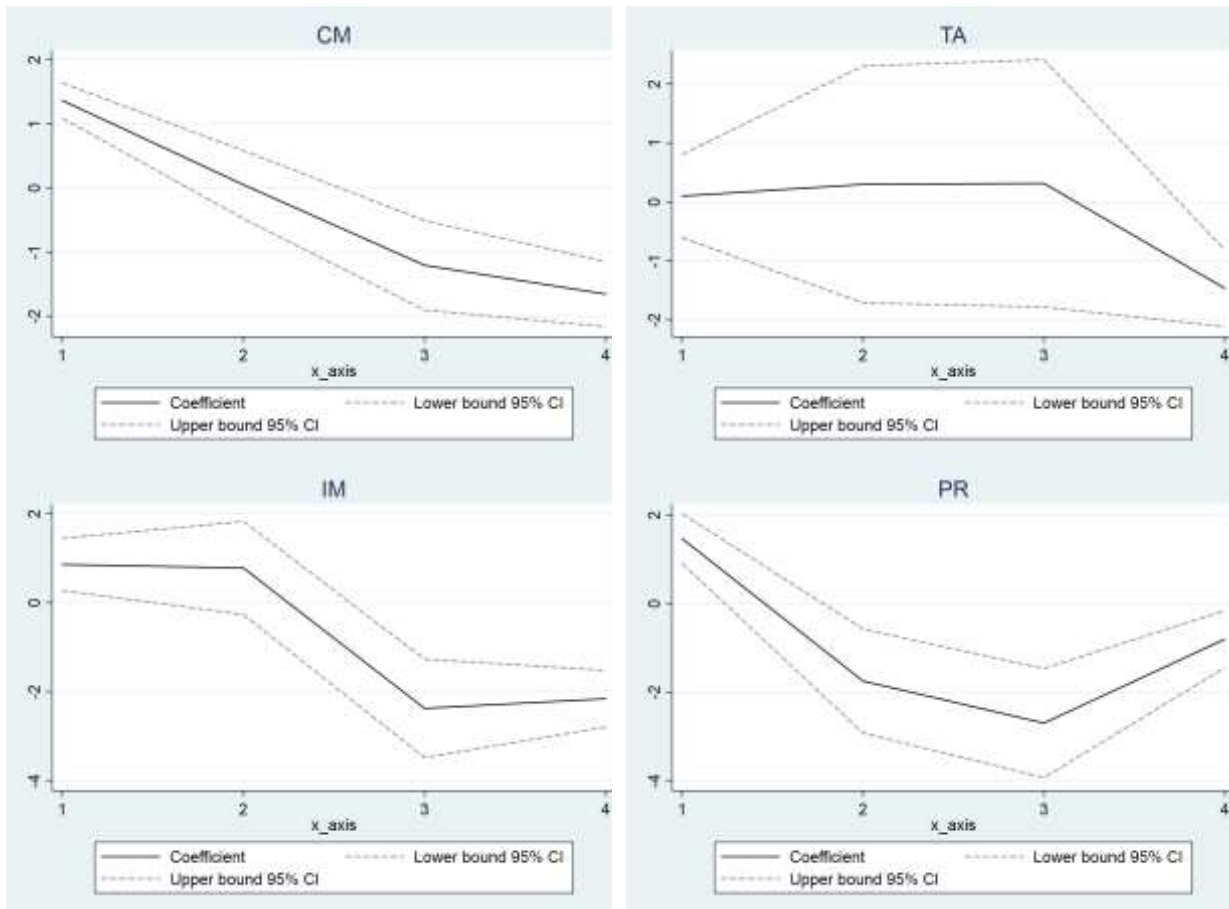 CM
2
1
0
-1
-2
1 2 3 4
x_axis
Coefficient Lower bound 95% CI
Upper bound 95% CI
TA
2
1
0
-1
-2
1 2 3 4
x_axis
Coefficient Lower bound 95% CI
Upper bound 95% CI
IM
2
0
-2
-4
1 2 3 4
x_axis
Coefficient Lower bound 95% CI
Upper bound 95% CI
PR
2
0
-2
-4
1 2 3 4
x_axis
Coefficient Lower bound 95% CI
Upper bound 95% CI